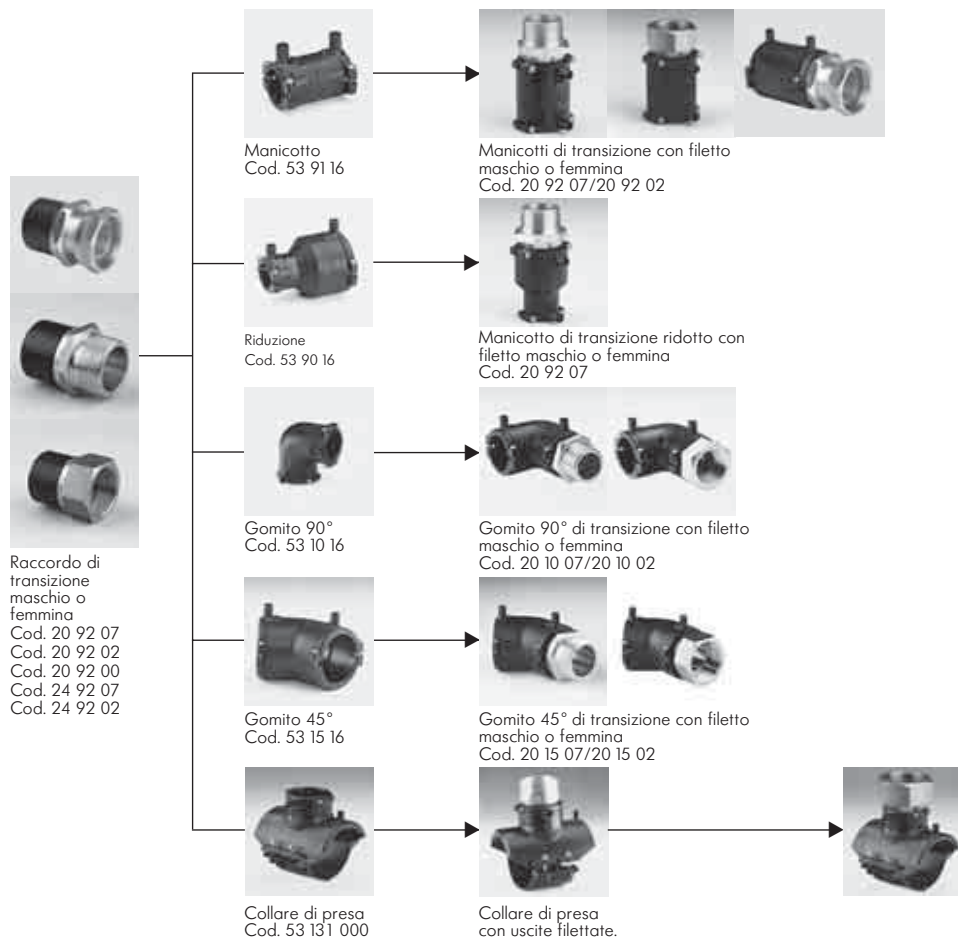 Manicotto
Cod. 53 91 16
Manicotti di transizione con filetto
maschio o femmina
Cod. 20 92 07/20 92 02
Riduzione
Cod. 53 90 16
Manicotto di transizione ridotto con
filetto maschio o femmina
Cod. 20 92 07
Gomito 90°
Cod. 53 10 16
Gomito 90° di transizione con filetto
maschio o femmina
Cod. 20 10 07/20 10 02
Raccordo di
transizione
maschio o
femmina
Cod. 20 92 07
Cod. 20 92 02
Cod. 20 92 00
Cod. 24 92 07
Cod. 24 92 02
Gomito 45°
Cod. 53 15 16
Gomito 45° di transizione con filetto
maschio o femmina
Cod. 20 15 07/20 15 02
Collare di presa
Cod. 53 131 000
Collare di presa
con uscite filettate.